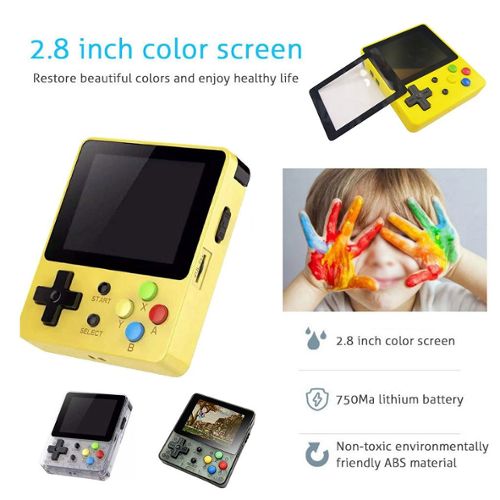 2.8 inch color screen
Restore beautiful colors and enjoy healthy life
START
SELECT
X
Y
A
B
2.8 inch color screen
750Ma lithium battery
Non-toxic environmentally
friendly ABS material